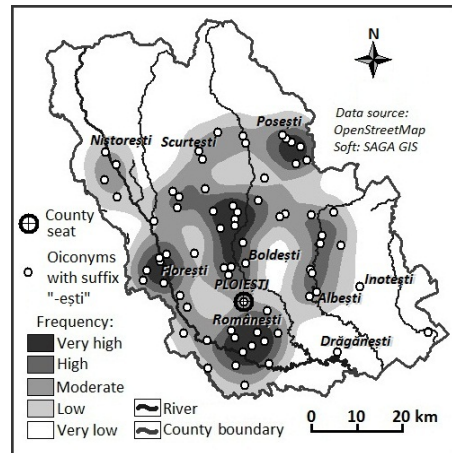 N
Data source:
OpenStreetMap
Soft: SAGA GIS
Posești
Nistorești
Scurtești
County
seat
Oiconyms
with suffix
"-ești"
Florești
Boldești
PLOIEȘTI
Inotești
Albești
Românești
Drăgănești
Frequency:
Very high
High
Moderate
Low
Very low
River
County boundary
0 10 20 km